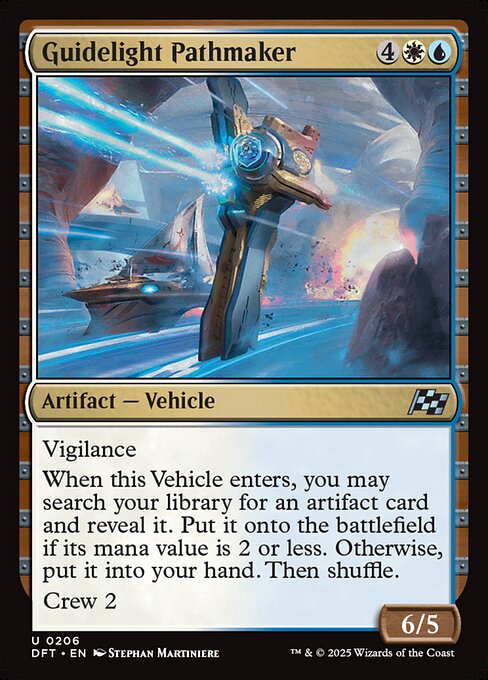 Guidelight Pathmaker 4
Artifact — Vehicle
Vigilance
When this Vehicle enters, you may
search your library for an artifact card
and reveal it. Put it onto the battlefield
if its mana value is 2 or less. Otherwise,
put it into your hand. Then shuffle.
Crew 2
6/5
U 0206
DFT • EN Stephan Martiniere
™ & © 2025 Wizards of the Coast